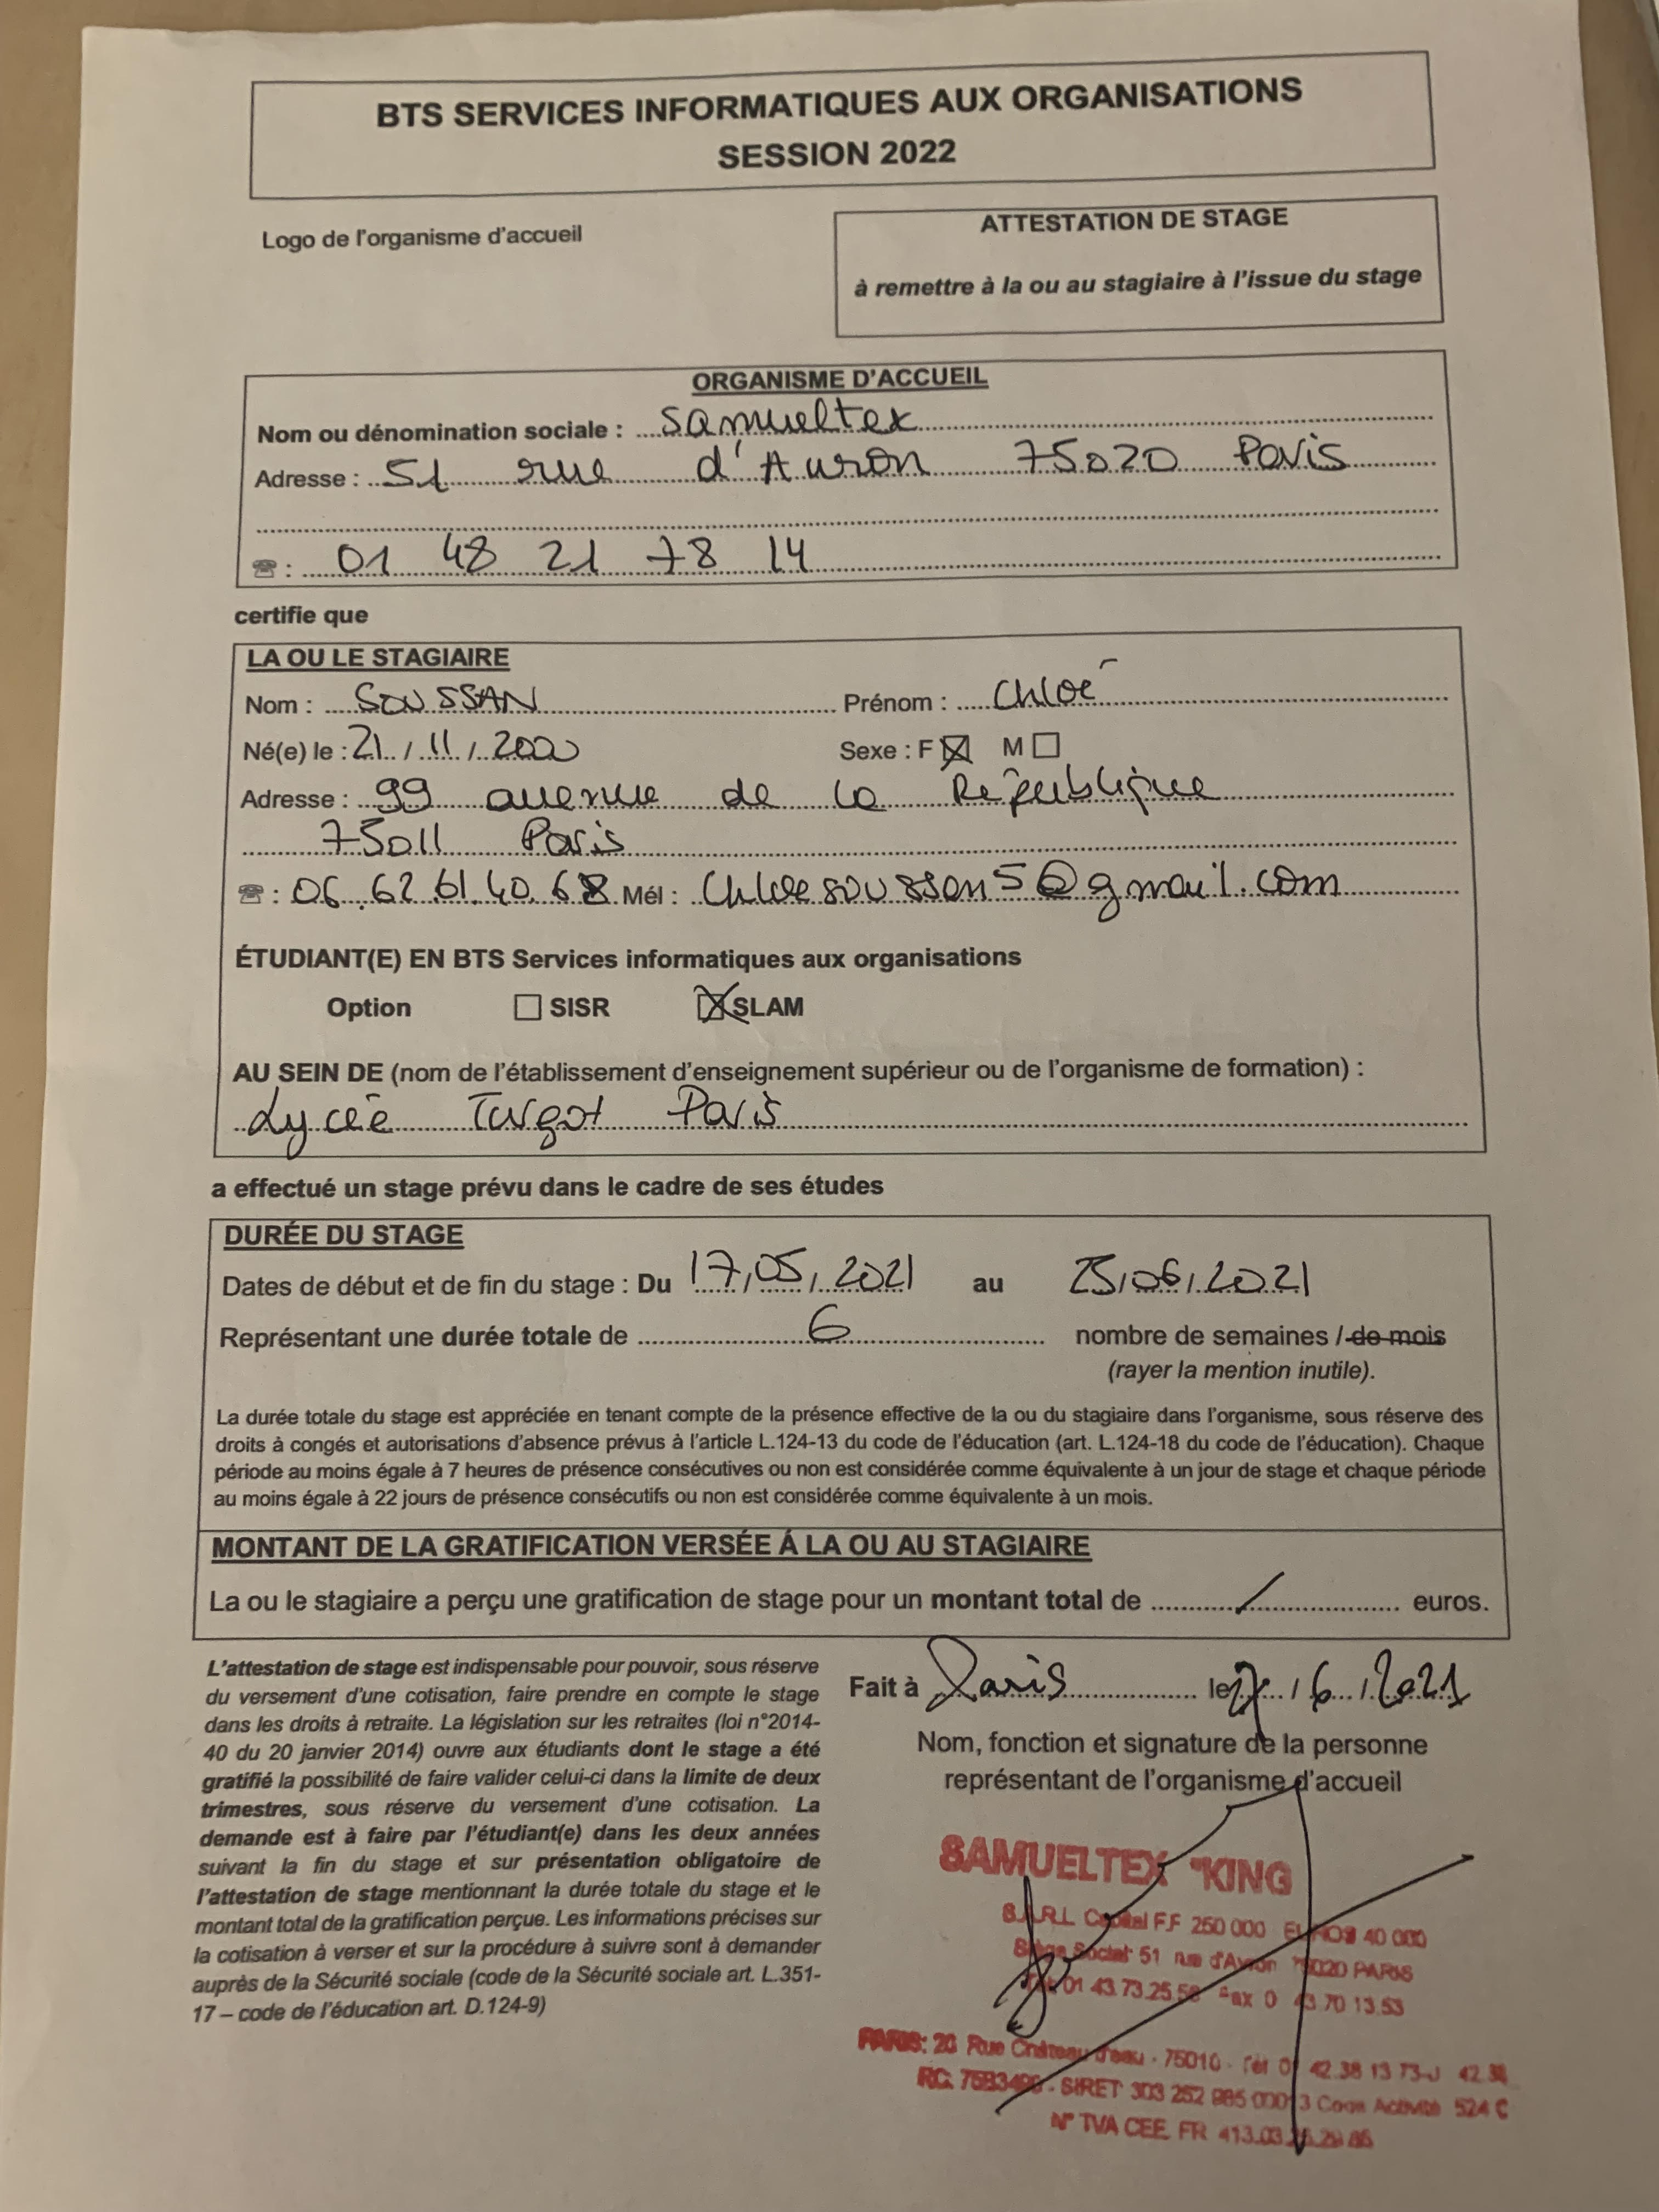 BTS SERVICES INFORMATIQUES AUX ORGANISATIONS
SESSION 2022
Logo de l'organisme d'accueil
ATTESTATION DE STAGE
à remettre à la ou au stagiaire à l'issue du stage
ORGANISME D'ACCUEIL
Nom ou dénomination sociale : Samueltex
Adresse : 51 rue d'Avron 75020 Paris
☎ : 01 48 21 78 14
certifie que
LA OU LE STAGIAIRE
Nom : SOUSSAN Prénom : Chloé
Né(e) le : 21 / 11 / 2000 Sexe : F ☒ M ☐
Adresse : 99 avenue de la République
75011 Paris
☎ : 06.62.61.40.68 Mél : Chloesoussan5@gmail.com
ÉTUDIANT(E) EN BTS Services informatiques aux organisations
Option ☐ SISR ☒ SLAM
AU SEIN DE (nom de l'établissement d'enseignement supérieur ou de l'organisme de formation) :
Lycée Turgot Paris
a effectué un stage prévu dans le cadre de ses études
DURÉE DU STAGE
Dates de début et de fin du stage : Du 17/05/2021 au 25/06/2021
Représentant une durée totale de 6 nombre de semaines / de mois
(rayer la mention inutile).
La durée totale du stage est appréciée en tenant compte de la présence effective de la ou du stagiaire dans l'organisme, sous réserve des
droits à congés et autorisations d'absence prévus à l'article L.124-13 du code de l'éducation (art. L.124-18 du code de l'éducation). Chaque
période au moins égale à 7 heures de présence consécutives ou non est considérée comme équivalente à un jour de stage et chaque période
au moins égale à 22 jours de présence consécutifs ou non est considérée comme équivalente à un mois.
MONTANT DE LA GRATIFICATION VERSÉE Á LA OU AU STAGIAIRE
La ou le stagiaire a perçu une gratification de stage pour un montant total de / euros.
L'attestation de stage est indispensable pour pouvoir, sous réserve
du versement d'une cotisation, faire prendre en compte le stage
dans les droits à retraite. La législation sur les retraites (loi n°2014-
40 du 20 janvier 2014) ouvre aux étudiants dont le stage a été
gratifié la possibilité de faire valider celui-ci dans la limite de deux
trimestres, sous réserve du versement d'une cotisation. La
demande est à faire par l'étudiant(e) dans les deux années
suivant la fin du stage et sur présentation obligatoire de
l'attestation de stage mentionnant la durée totale du stage et le
montant total de la gratification perçue. Les informations précises sur
la cotisation à verser et sur la procédure à suivre sont à demander
auprès de la Sécurité sociale (code de la Sécurité sociale art. L.351-
17 – code de l'éducation art. D.124-9)
Fait à Paris le / 6 / 2021
Nom, fonction et signature de la personne
représentant de l'organisme d'accueil
SAMUELTEX "KING
S.A.R.L. Capital F.F 250 000 EUROS 40 000
Siège Social 51 rue d'Avron 75020 PARIS
Tél 01 43.73.25.58 Fax 0 43 70 13.53
PARIS: 20 Rue Château d'eau - 75010 - Tél 01 42.38 13 73
RC. - SIRET 303 252 985 Activité 524 C
N° TVA CEE. FR